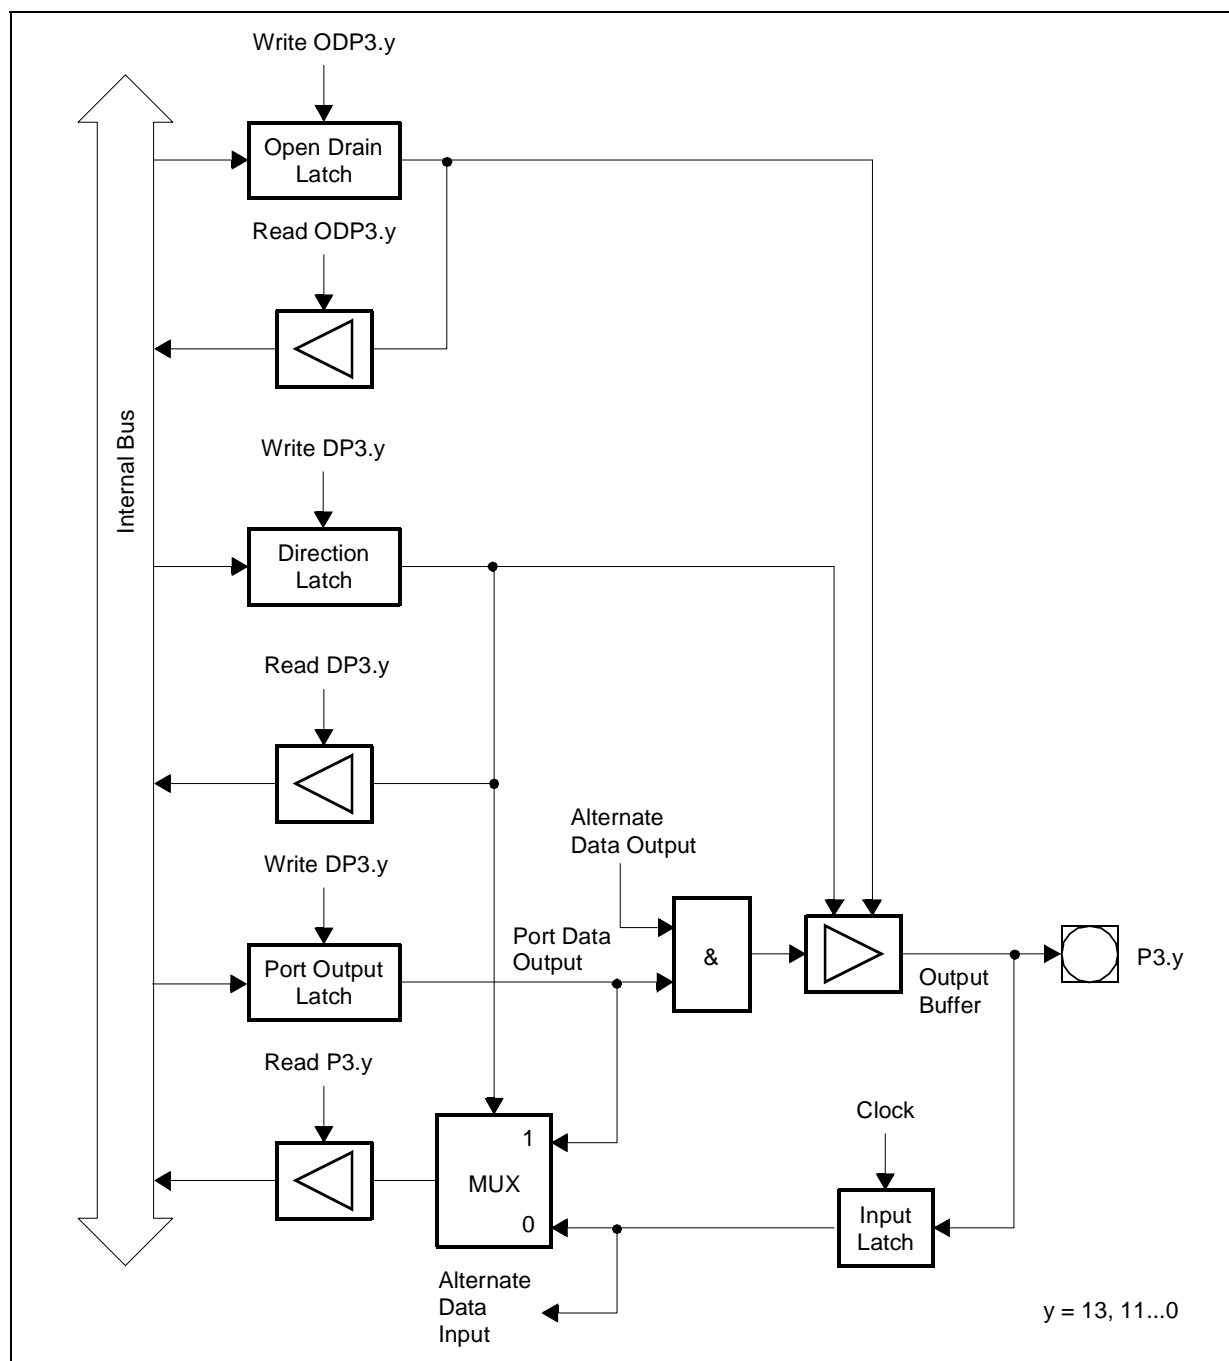 Write ODP3.y
Open Drain
Latch
Read ODP3.y
Internal Bus
Write DP3.y
Direction
Latch
Read DP3.y
Alternate
Data Output
Write DP3.y
Port Data
Output
&
Port Output
Latch
P3.y
Output
Buffer
Read P3.y
Clock
1
MUX
0
Input
Latch
Alternate
Data
Input
y = 13, 11...0